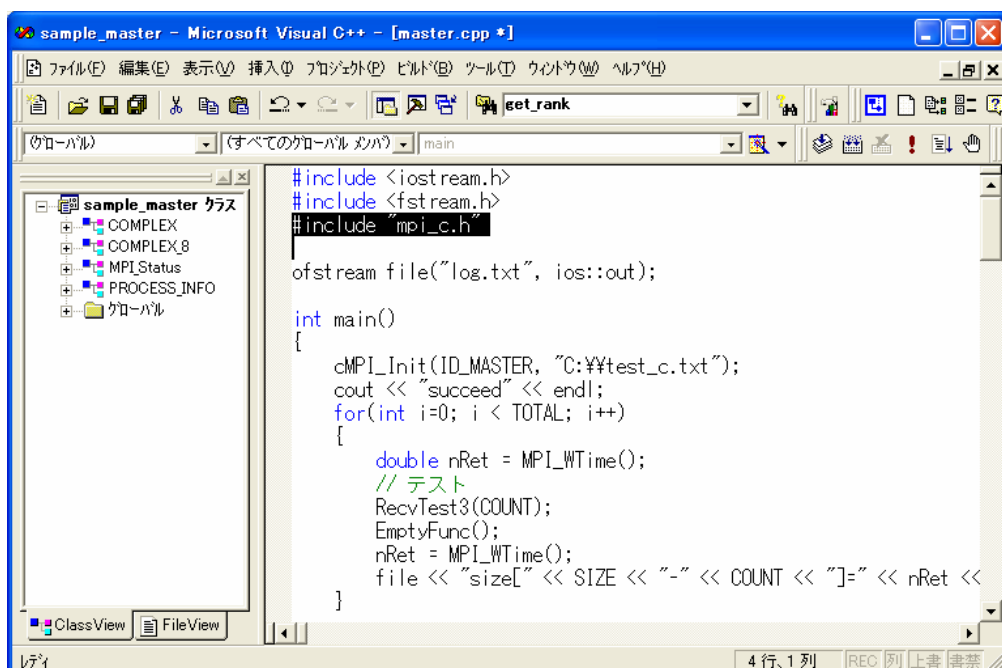 sample_master - Microsoft Visual C++ - [master.cpp *]
ﾌｧｲﾙ(F) 編集(E) 表示(V) 挿入(I) ﾌﾟﾛｼﾞｪｸﾄ(P) ﾋﾞﾙﾄﾞ(B) ﾂｰﾙ(T) ｳｨﾝﾄﾞｳ(W) ﾍﾙﾌﾟ(H)
get_rank
(ｸﾞﾛｰﾊﾞﾙ) (すべてのｸﾞﾛｰﾊﾞﾙ ﾒﾝﾊﾞ) main
sample_master ｸﾗｽ
COMPLEX
COMPLEX_8
MPI_Status
PROCESS_INFO
ｸﾞﾛｰﾊﾞﾙ
ClassView FileView
#include <iostream.h>
#include <fstream.h>
#include "mpi_c.h"
ofstream file("log.txt", ios::out);
int main()
{
cMPI_Init(ID_MASTER, "C:¥¥test_c.txt");
cout << "succeed" << endl;
for(int i=0; i < TOTAL; i++)
{
double nRet = MPI_WTime();
// テスト
RecvTest3(COUNT);
EmptyFunc();
nRet = MPI_WTime();
file << "size[" << SIZE << "-" << COUNT << "]=" << nRet <<
}
ﾚﾃﾞｨ 4 行、1 列 REC 列 上書 書禁